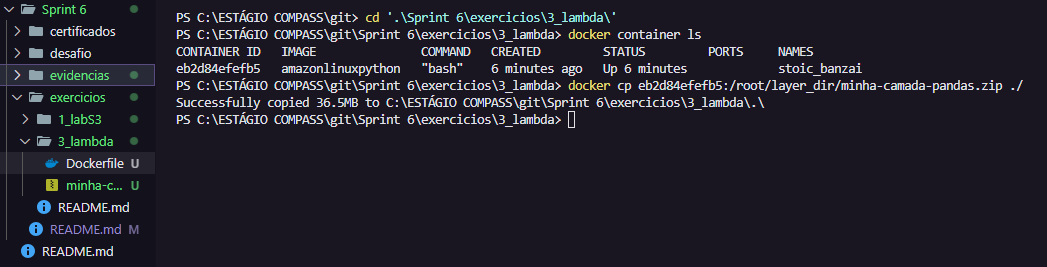 Sprint 6
certificados
desafio
evidencias
exercicios
1_labS3
3_lambda
Dockerfile U
minha-c... U
README.md
README.md M
README.md
PS C:\ESTÁGIO COMPASS\git> cd '.\Sprint 6\exercicios\3_lambda\'
PS C:\ESTÁGIO COMPASS\git\Sprint 6\exercicios\3_lambda> docker container ls
CONTAINER ID IMAGE COMMAND CREATED STATUS PORTS NAMES
eb2d84efefb5 amazonlinuxpython "bash" 6 minutes ago Up 6 minutes stoic_banzai
PS C:\ESTÁGIO COMPASS\git\Sprint 6\exercicios\3_lambda> docker cp eb2d84efefb5:/root/layer_dir/minha-camada-pandas.zip ./
Successfully copied 36.5MB to C:\ESTÁGIO COMPASS\git\Sprint 6\exercicios\3_lambda\.\
PS C:\ESTÁGIO COMPASS\git\Sprint 6\exercicios\3_lambda>